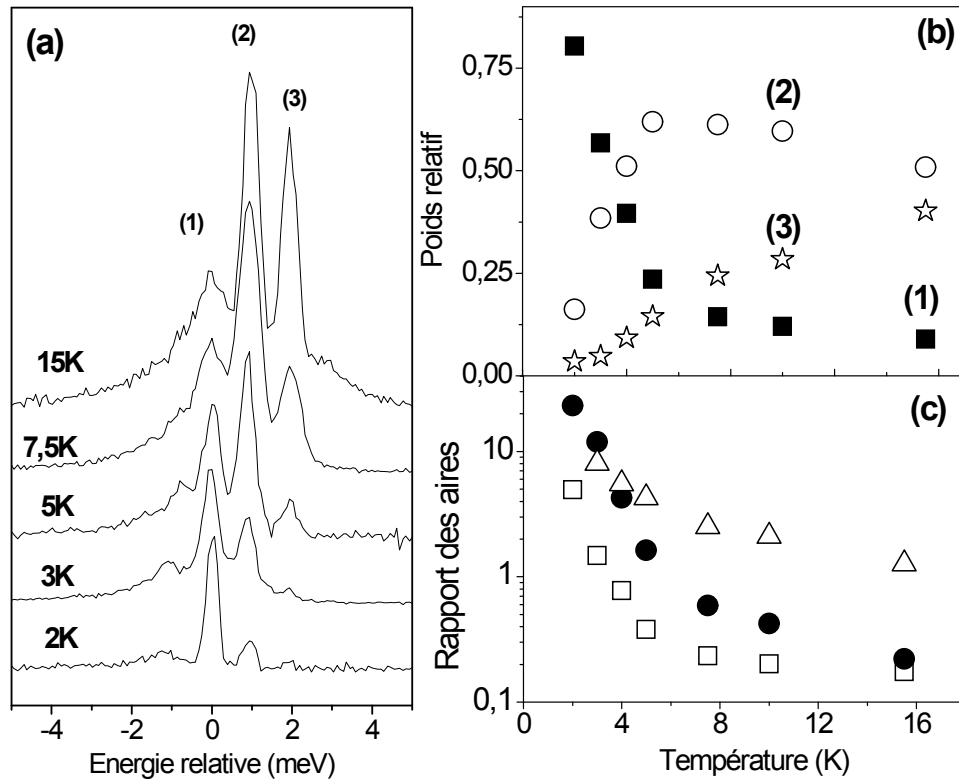 (a)
(2)
(3)
(1)
15K
7,5K
5K
3K
2K
-4
-2
0
2
4
Energie relative (meV)
(b)
0,75
0,50
0,25
0,00
Poids relatif
(2)
(3)
(1)
(c)
10
1
0,1
Rapport des aires
0
4
8
12
16
Température (K)